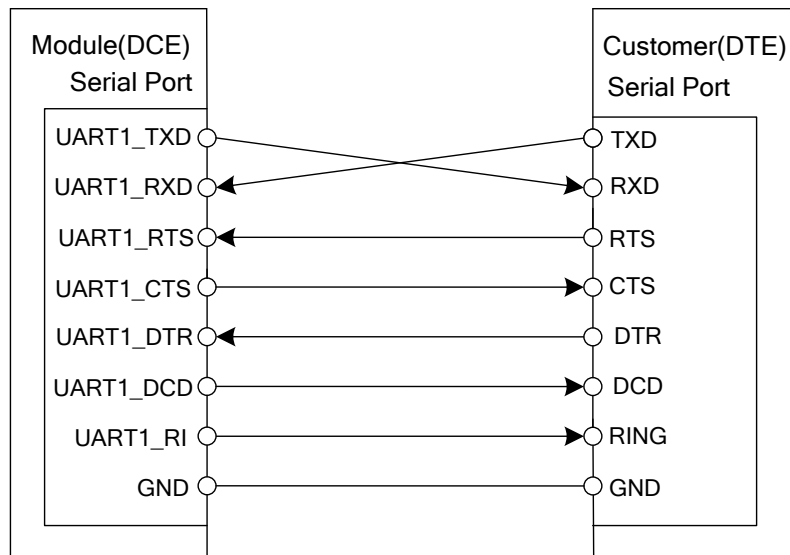 Module(DCE)
Serial Port
UART1_TXD
UART1_RXD
UART1_RTS
UART1_CTS
UART1_DTR
UART1_DCD
UART1_RI
GND
Customer(DTE)
Serial Port
TXD
RXD
RTS
CTS
DTR
DCD
RING
GND